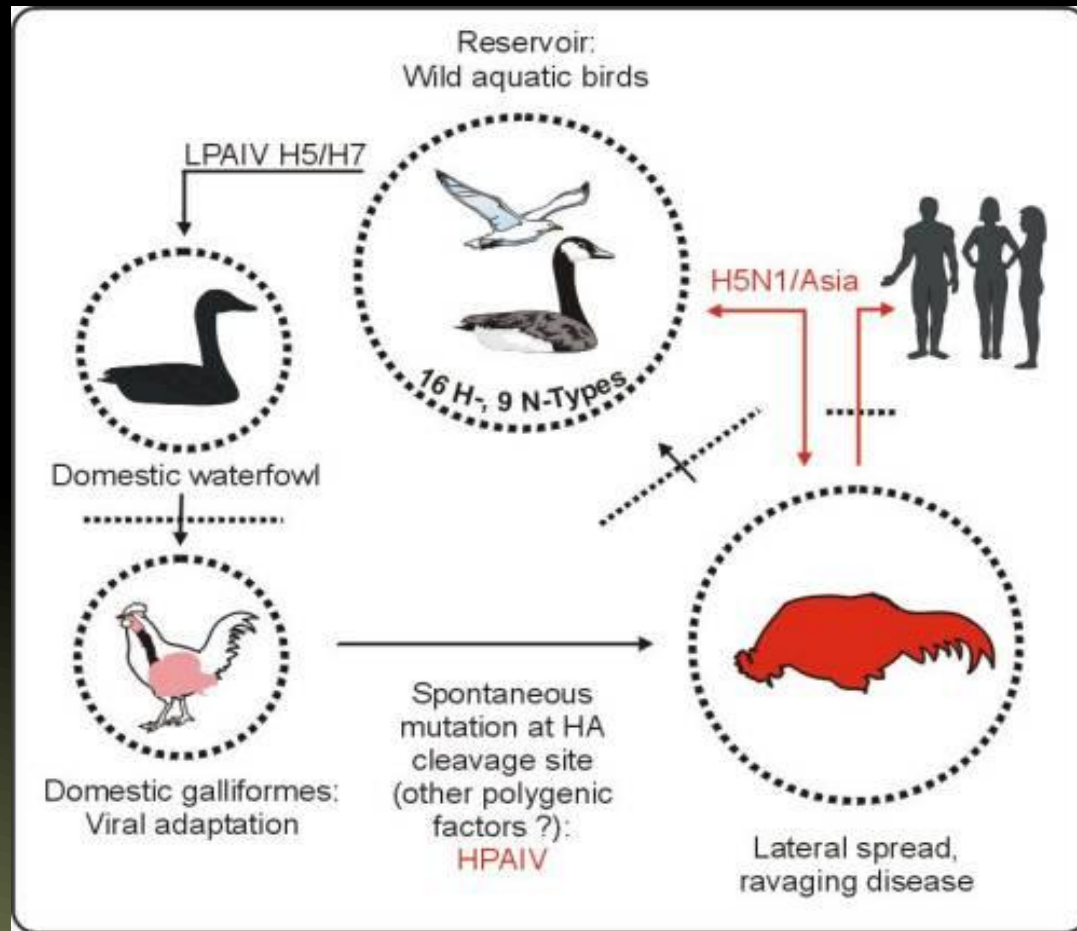 Reservoir:
Wild aquatic birds
LPAIV H5/H7
H5N1/Asia
16 H-, 9 N-Types
Domestic waterfowl
Domestic galliformes:
Viral adaptation
Spontaneous
mutation at HA
cleavage site
(other polygenic
factors ?):
HPAIV
Lateral spread,
ravaging disease